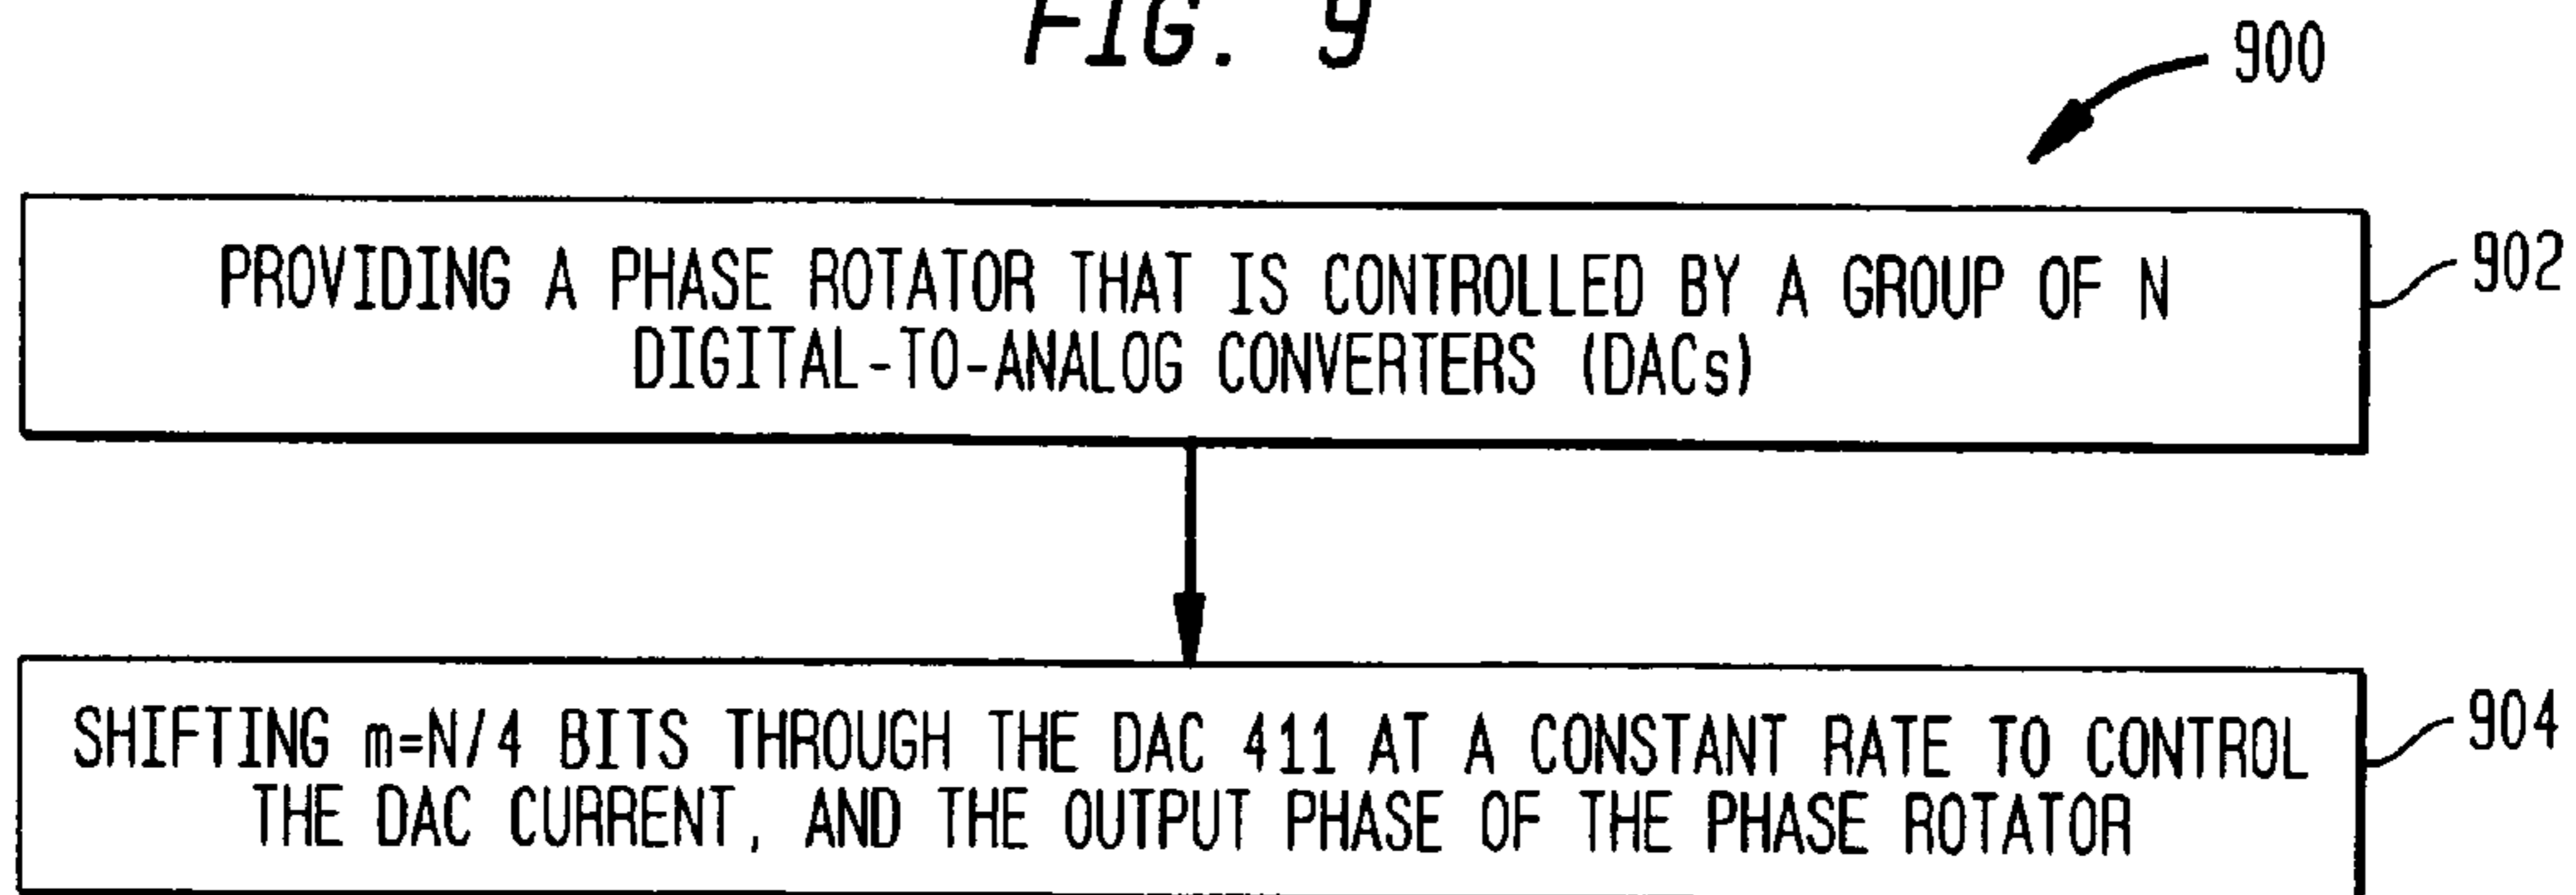 FIG. 9
900
PROVIDING A PHASE ROTATOR THAT IS CONTROLLED BY A GROUP OF N
DIGITAL-TO-ANALOG CONVERTERS (DACs)
902
SHIFTING m=N/4 BITS THROUGH THE DAC 411 AT A CONSTANT RATE TO CONTROL
THE DAC CURRENT, AND THE OUTPUT PHASE OF THE PHASE ROTATOR
904